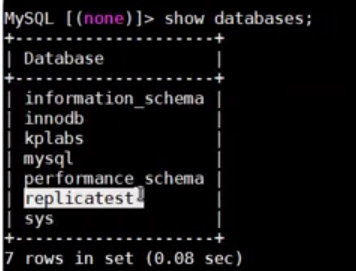 MySQL [(none)]> show databases;
+--------------------+
| Database |
+--------------------+
| information_schema |
| innodb |
| kplabs |
| mysql |
| performance_schema |
| replicatest |
| sys |
+--------------------+
7 rows in set (0.08 sec)